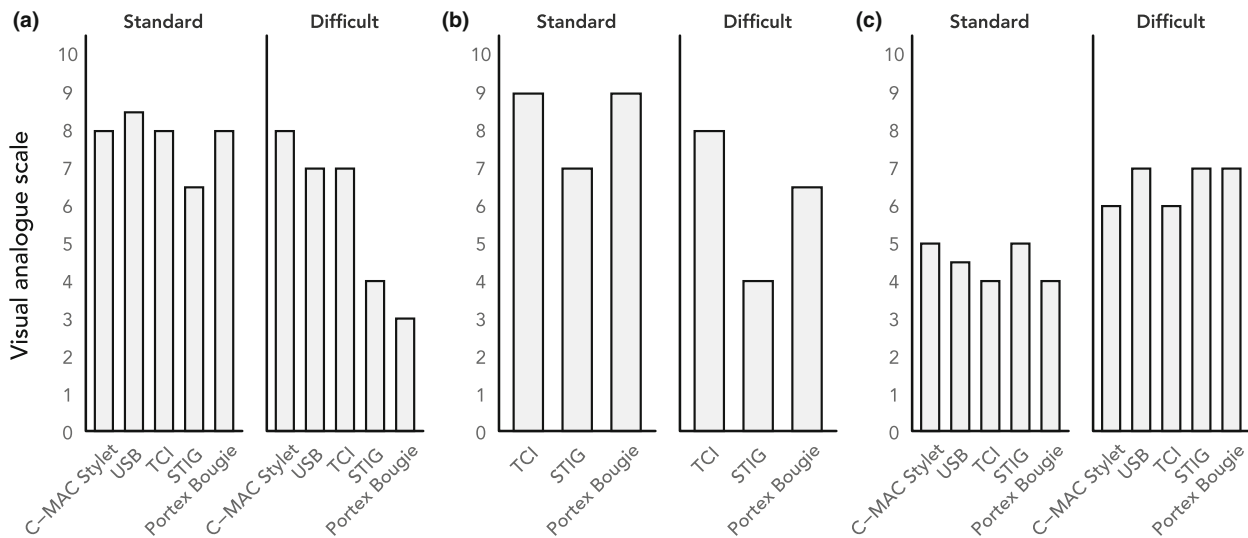 (a) Standard Difficult
(b) Standard Difficult
(c) Standard Difficult
Visual analogue scale
10
9
8
7
6
5
4
3
2
1
0
C–MAC Stylet
USB
TCI
STIG
Portex Bougie
C–MAC Stylet
USB
TCI
STIG
Portex Bougie
10
9
8
7
6
5
4
3
2
1
0
TCI
STIG
Portex Bougie
TCI
STIG
Portex Bougie
10
9
8
7
6
5
4
3
2
1
0
C–MAC Stylet
USB
TCI
STIG
Portex Bougie
C–MAC Stylet
USB
TCI
STIG
Portex Bougie